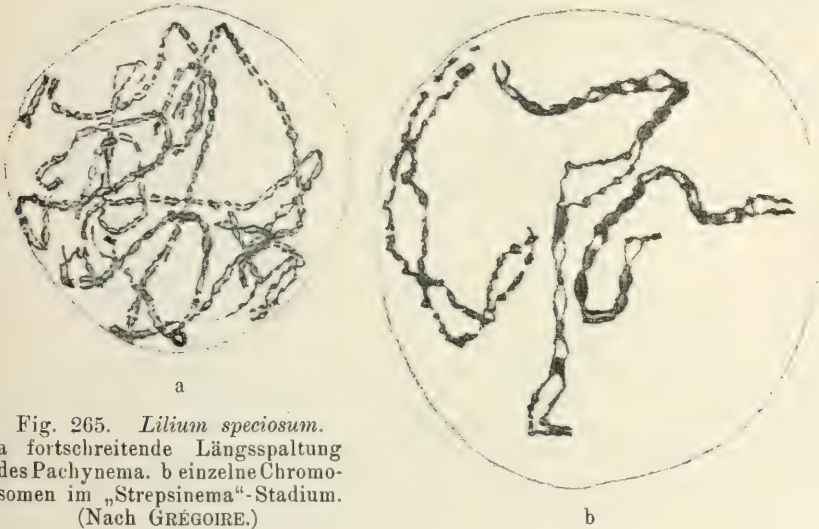 a
Fig. 265. Lilium speciosum.
a fortschreitende Längsspaltung
des Pachynema. b einzelne Chromo-
somen im „Strepsinema“-Stadium.
(Nach GRÉGOIRE.)
b